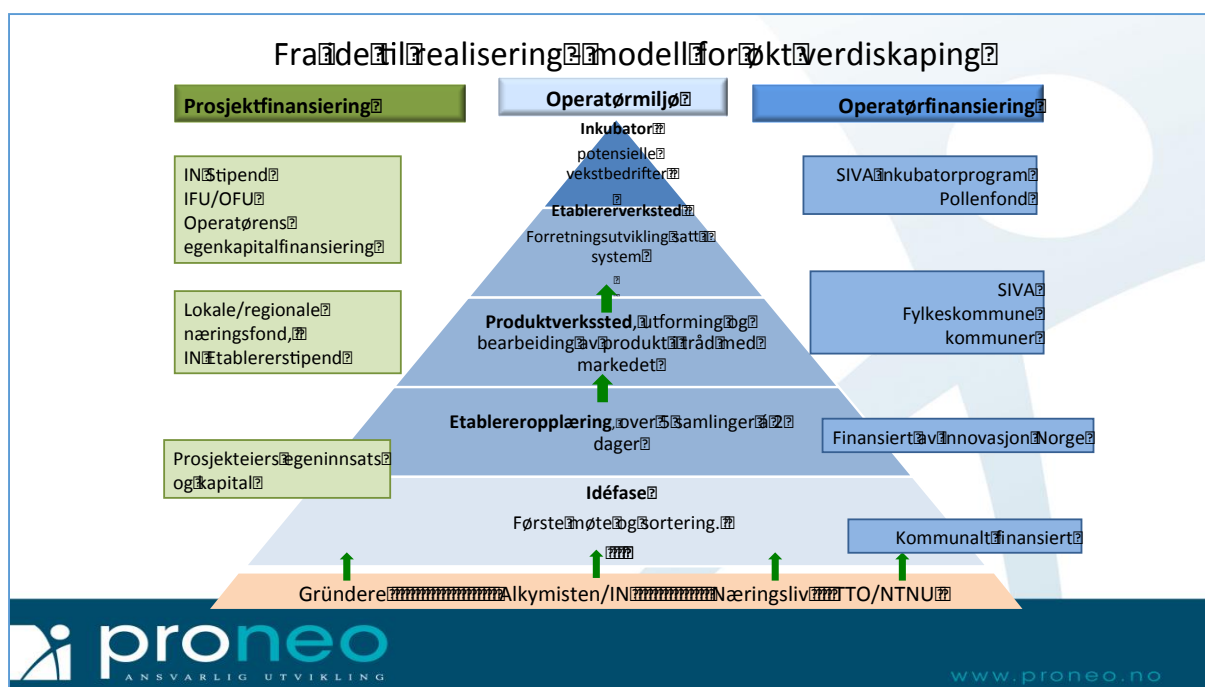 Fra ide til realisering - modell for økt verdiskaping
Prosjektfinansiering
Operatørmiljø
Operatørfinansiering
Inkubator
potensielle
vekstbedrifter
IN Stipend
IFU/OFU
Operatørens
egenkapitalfinansiering
SIVA Inkubatorprogram
Pollenfond
Etablererverksted
Forretningsutvikling satt i
system
Lokale/regionale
næringsfond,
IN Etablererstipend
SIVA
Fylkeskommune
kommuner
Produktverkssted, utforming og
bearbeiding av produkt i tråd med
markedet
Etablereropplæring, over 5 samlinger á 2
dager
Finansiert av Innovasjon Norge
Prosjekteiers egeninnsats
og kapital
Idéfase
Første møte og sortering.
Kommunalt finansiert
Gründere Alkymisten/IN Næringsliv TTO/NTNU
proneo
ANSVARLIG UTVIKLING
www.proneo.no